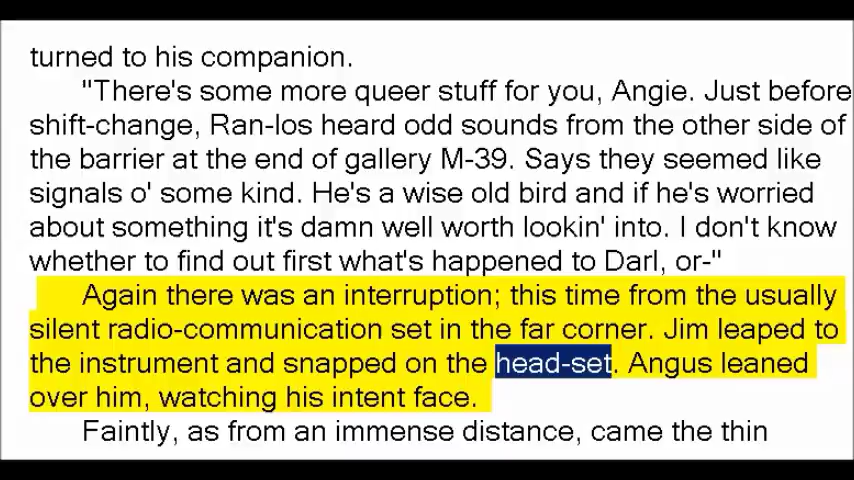 turned to his companion.
"There's some more queer stuff for you, Angie. Just before
shift-change, Ran-los heard odd sounds from the other side of
the barrier at the end of gallery M-39. Says they seemed like
signals o' some kind. He's a wise old bird and if he's worried
about something it's damn well worth lookin' into. I don't know
whether to find out first what's happened to Darl, or-"
Again there was an interruption; this time from the usually
silent radio-communication set in the far corner. Jim leaped to
the instrument and snapped on the head-set. Angus leaned
over him, watching his intent face.
Faintly, as from an immense distance, came the thin